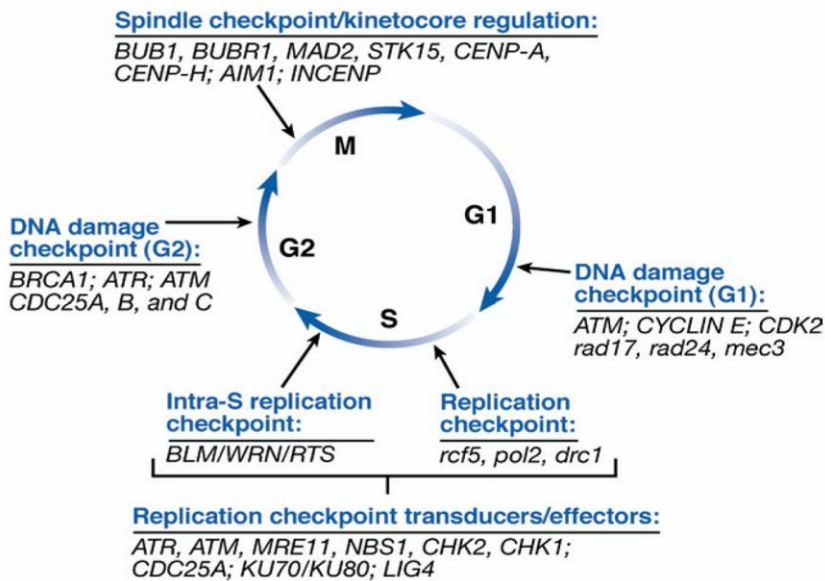 Spindle checkpoint/kinetocore regulation:
BUB1, BUBR1, MAD2, STK15, CENP-A,
CENP-H; AIM1; INCENP
M
G1
G2
S
DNA damage
checkpoint (G2):
BRCA1; ATR; ATM
CDC25A, B, and C
DNA damage
checkpoint (G1):
ATM; CYCLIN E; CDK2
rad17, rad24, mec3
Intra-S replication
checkpoint:
BLM/WRN/RTS
Replication
checkpoint:
rcf5, pol2, drc1
Replication checkpoint transducers/effectors:
ATR, ATM, MRE11, NBS1, CHK2, CHK1;
CDC25A; KU70/KU80; LIG4